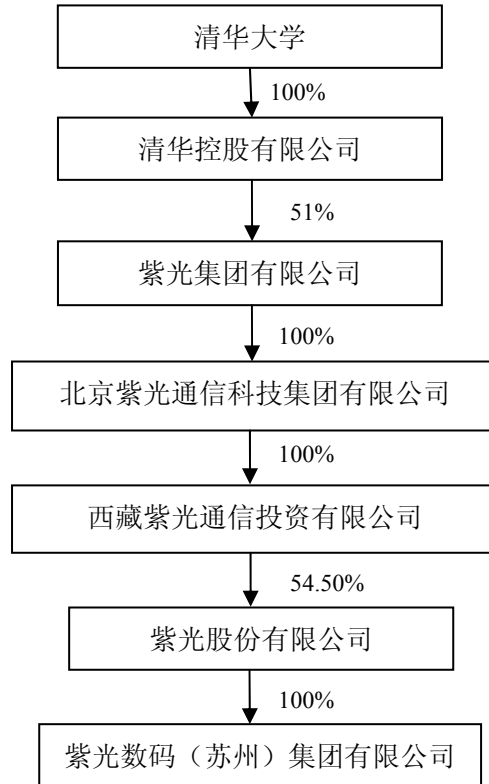 清华大学
100%
清华控股有限公司
51%
紫光集团有限公司
100%
北京紫光通信科技集团有限公司
100%
西藏紫光通信投资有限公司
54.50%
紫光股份有限公司
100%
紫光数码（苏州）集团有限公司